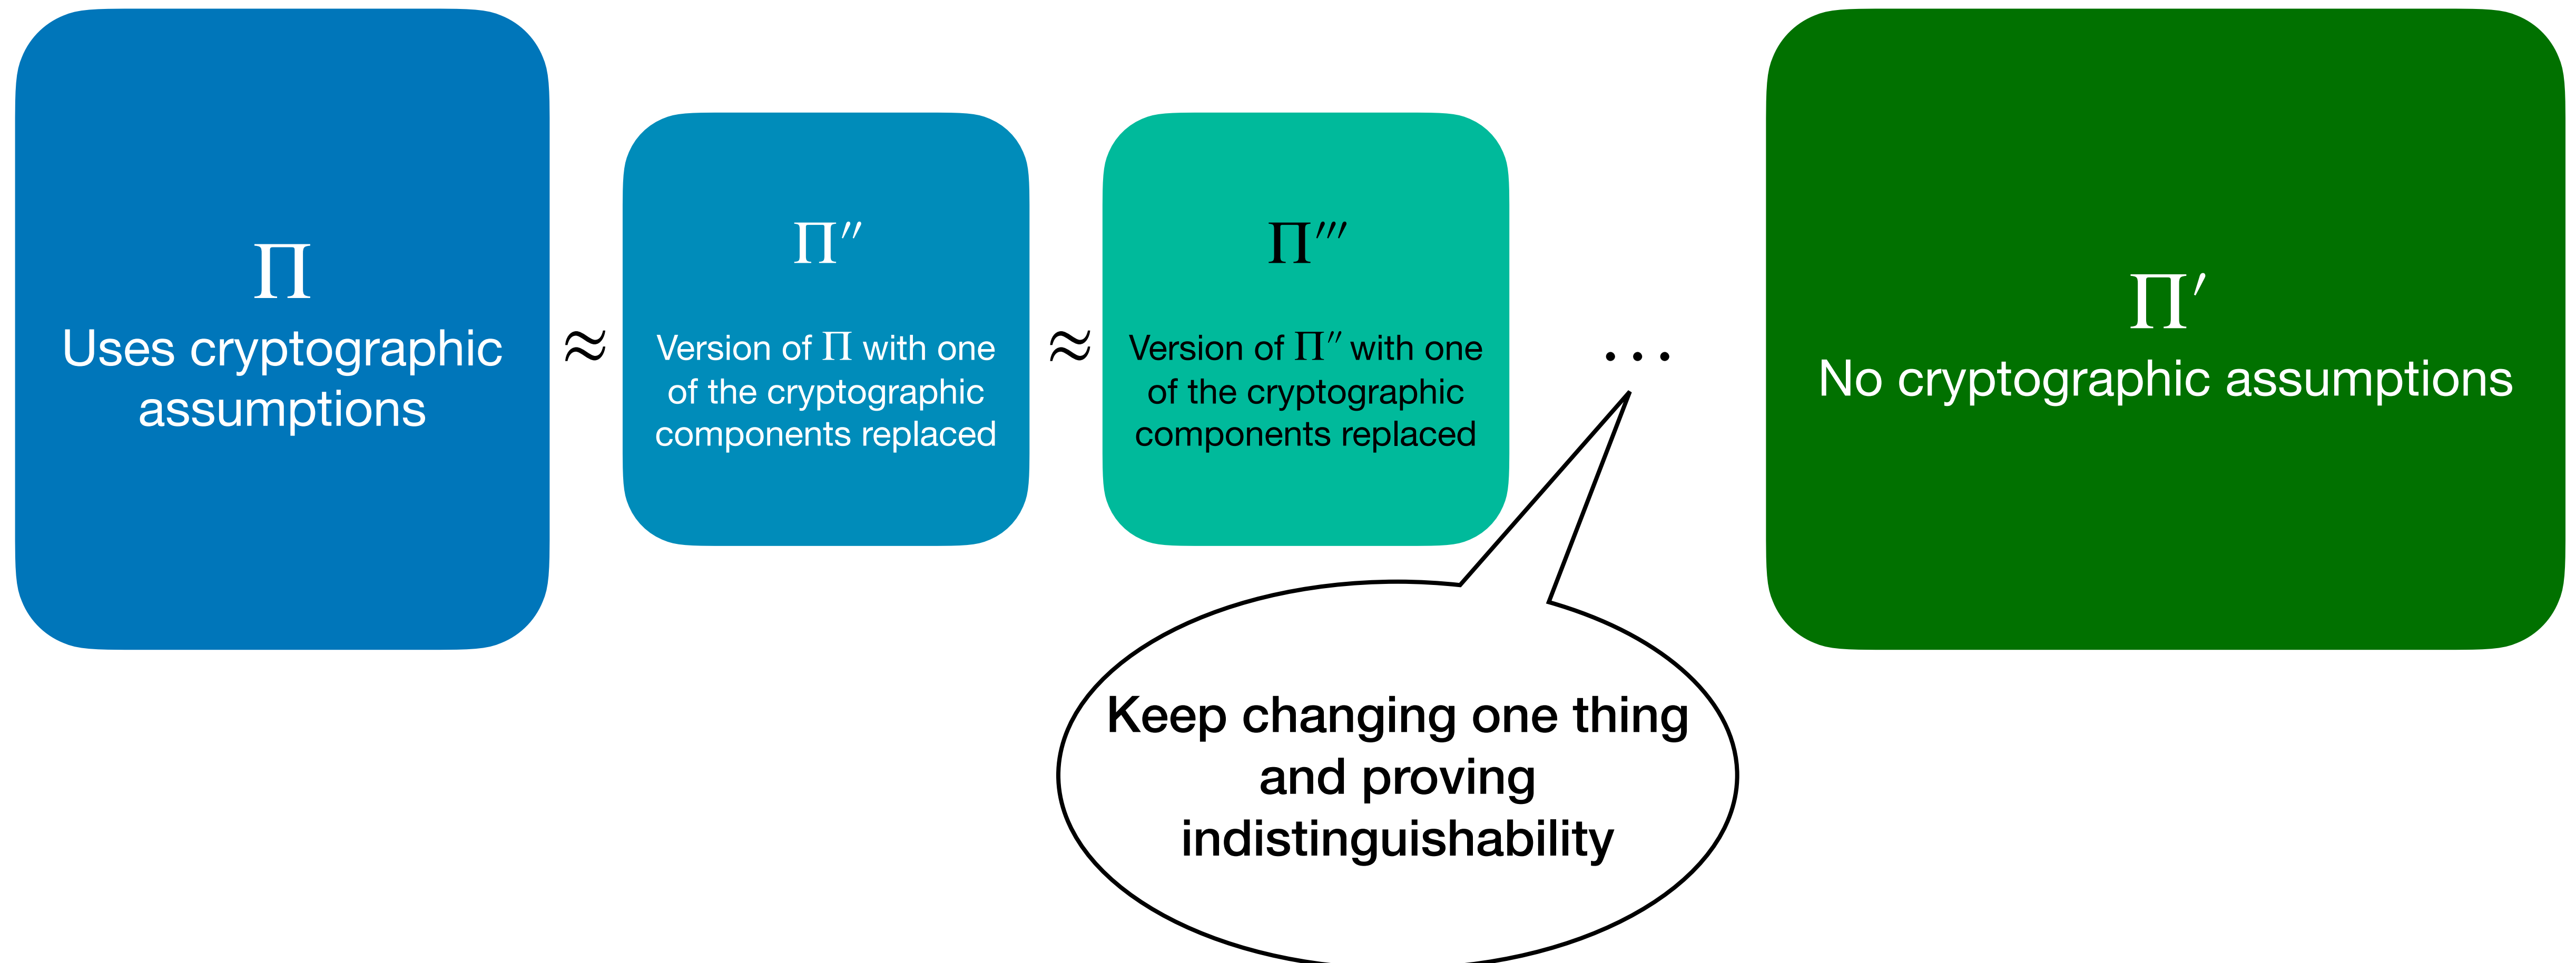 Π
Uses cryptographic
assumptions
≈
Π′′
Version of Π with one
of the cryptographic
components replaced
≈
Π′′′
Version of Π′′ with one
of the cryptographic
components replaced
…
Π′
No cryptographic assumptions
Keep changing one thing
and proving
indistinguishability